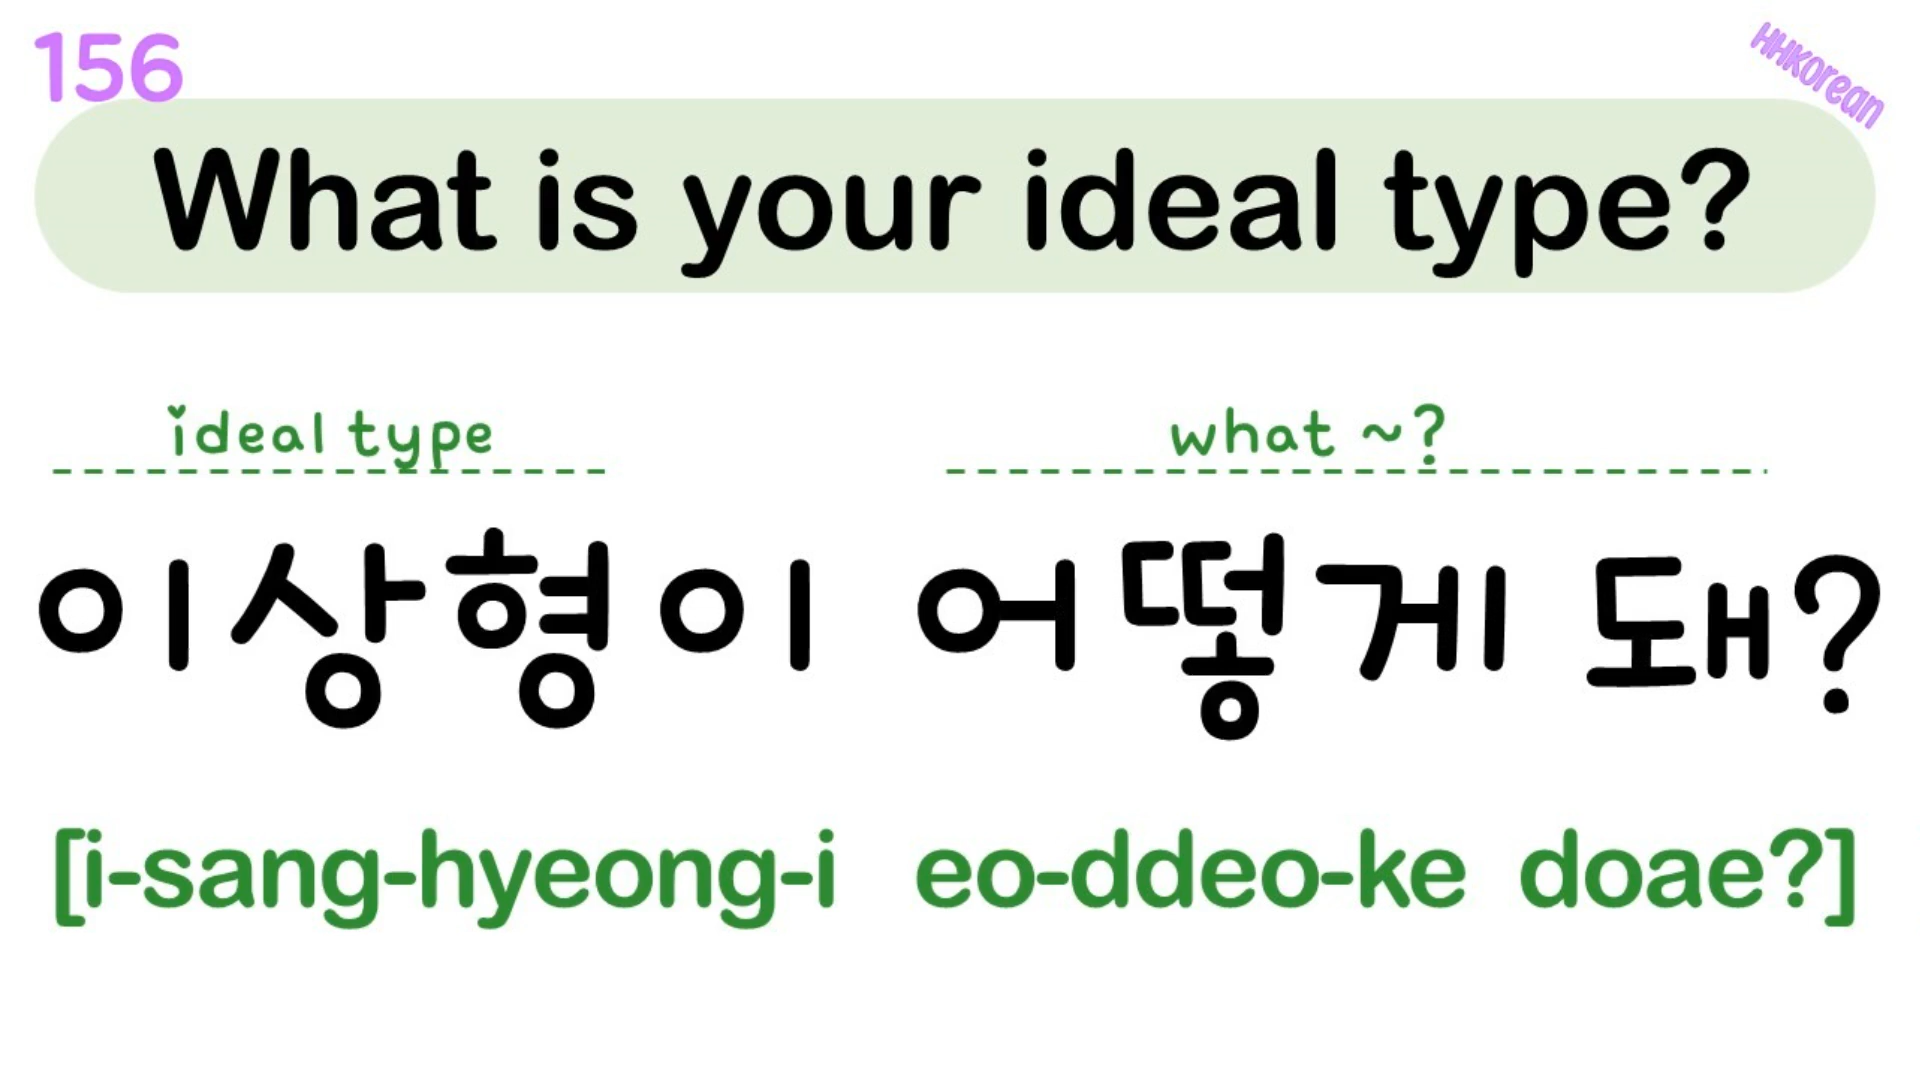 156
HHKorean
What is your ideal type?
ideal type what ~?
이상형이 어떻게 돼?
[i-sang-hyeong-i eo-ddeo-ke doae?]